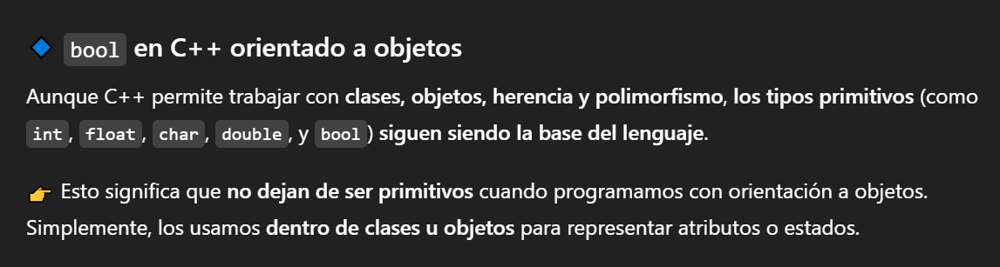 bool en C++ orientado a objetos
Aunque C++ permite trabajar con clases, objetos, herencia y polimorfismo, los tipos primitivos (como
int, float, char, double, y bool) siguen siendo la base del lenguaje.
👉 Esto significa que no dejan de ser primitivos cuando programamos con orientación a objetos.
Simplemente, los usamos dentro de clases u objetos para representar atributos o estados.